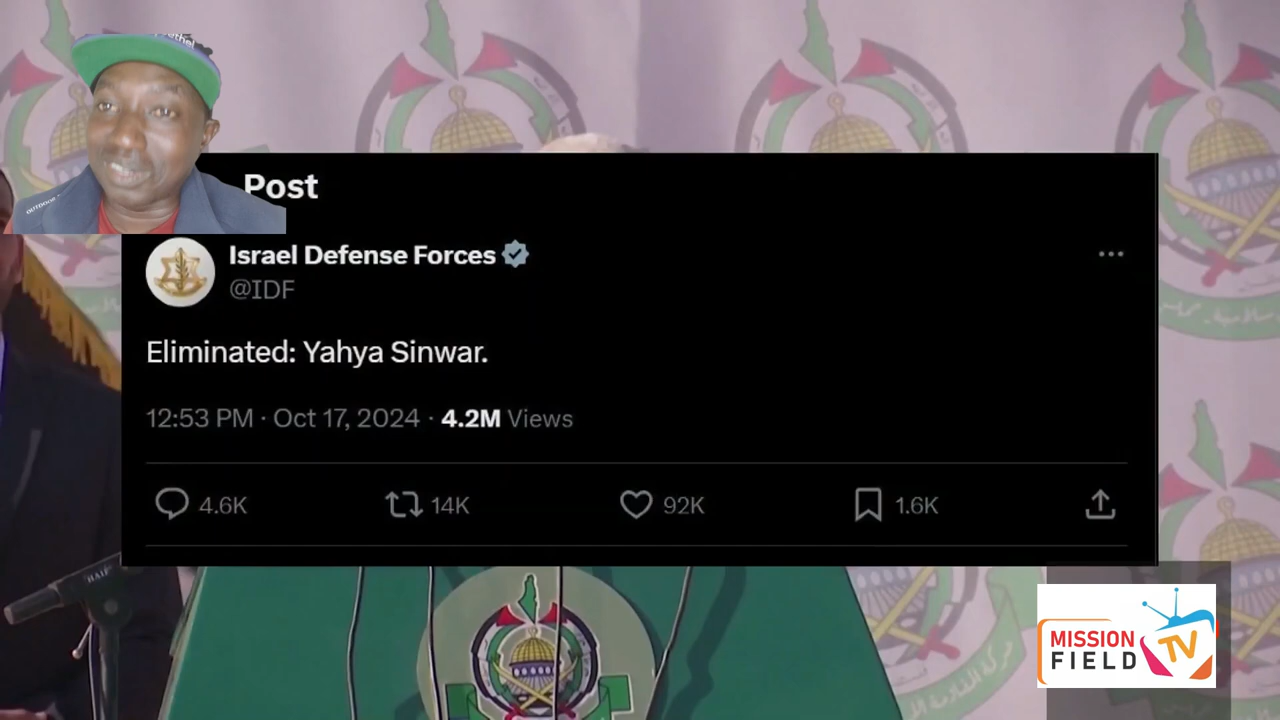 Post
Israel Defense Forces
@IDF
Eliminated: Yahya Sinwar.
12:53 PM · Oct 17, 2024 · 4.2M Views
4.6K
14K
92K
1.6K
MISSION
FIELD
TV